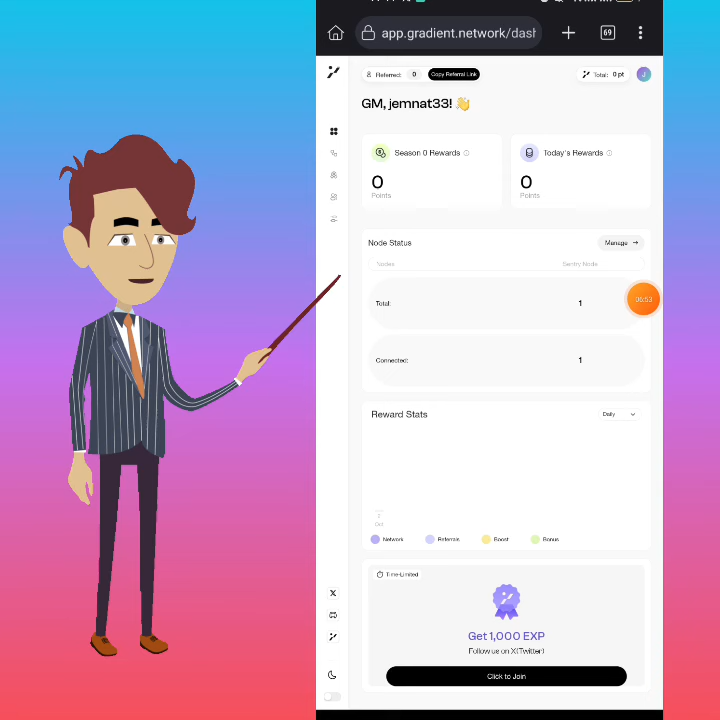 app.gradient.network/dash
69
Referred: 0 Copy Referral Link
Total: 0 pt
J
GM, jemnat33! 👋
Season 0 Rewards
0
Points
Today's Rewards
0
Points
Node Status
Manage →
Nodes Sentry Node
Total: 1
06:53
Connected: 1
Reward Stats
Daily
Network Referrals Boost Bonus
Time-Limited
Get 1,000 EXP
Follow us on X(Twitter)
Click to Join